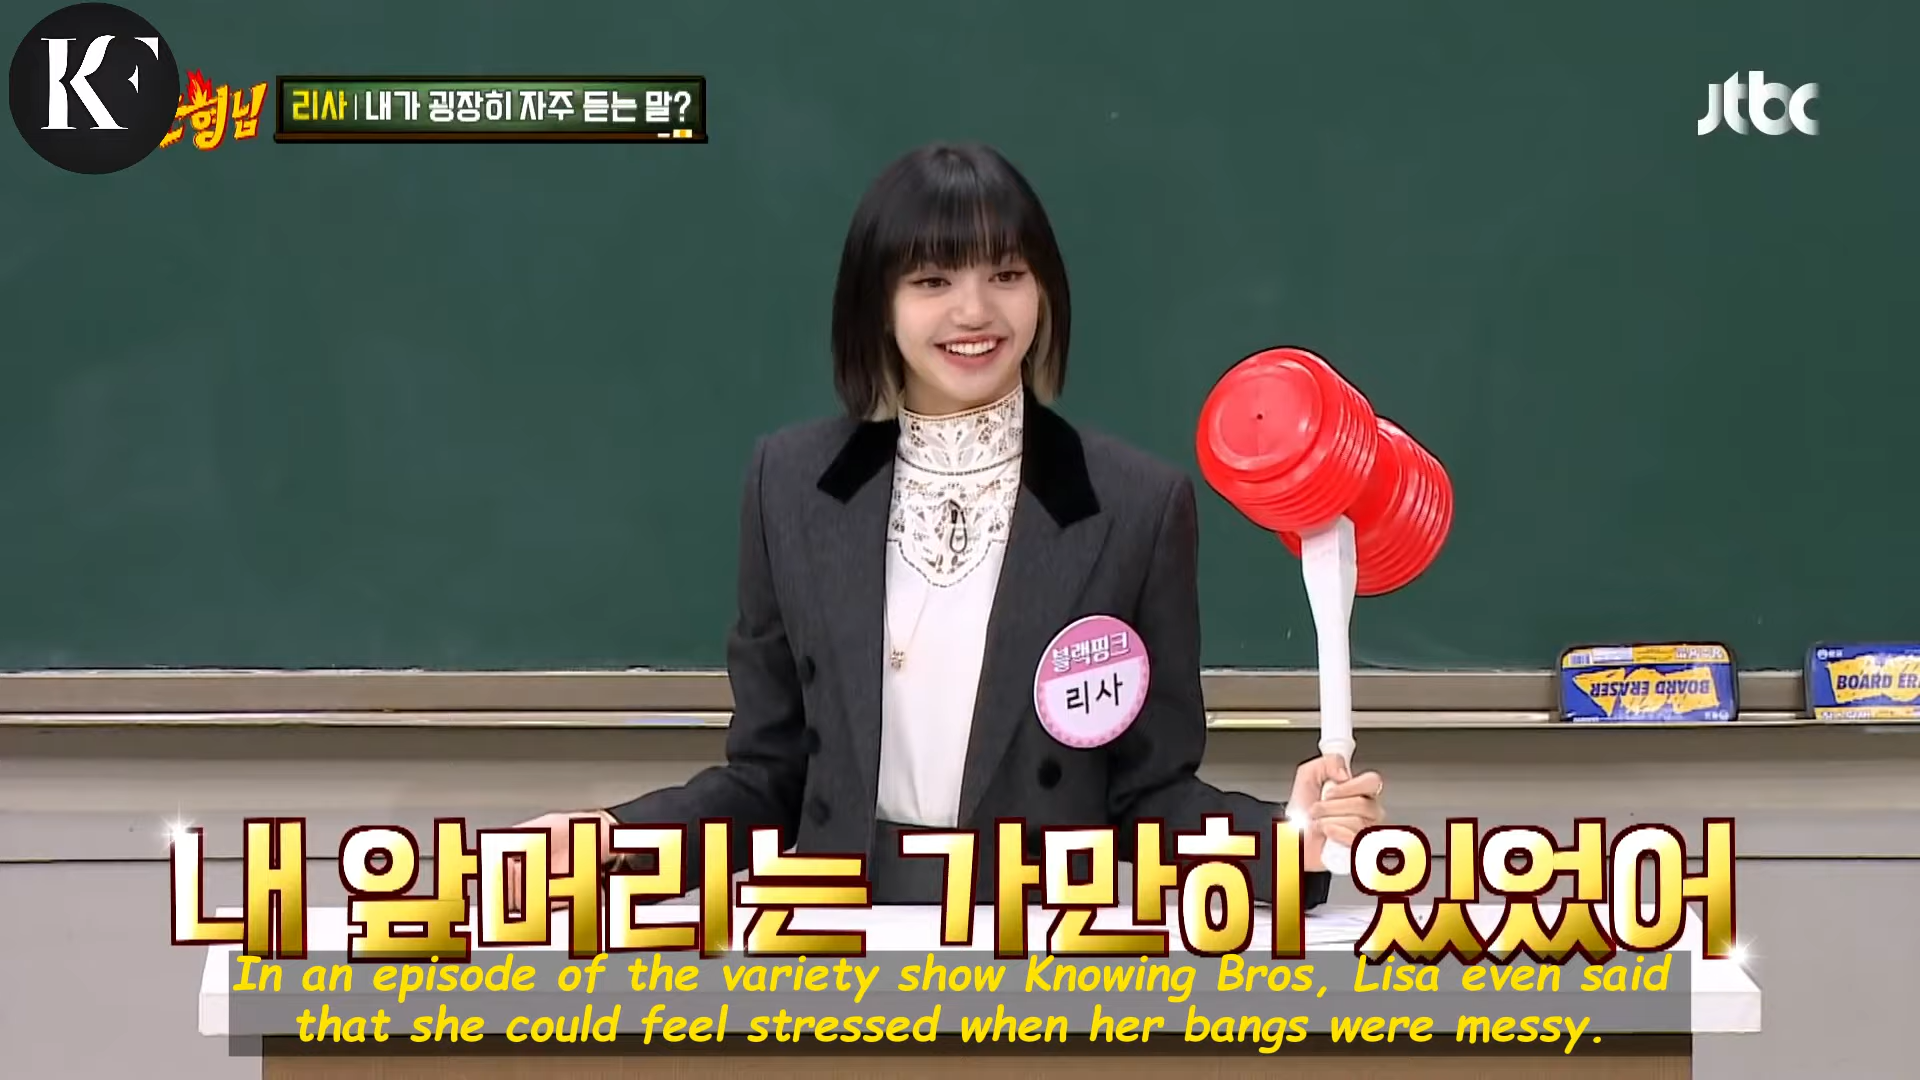 KF
형님
리사 | 내가 굉장히 자주 듣는 말?
jtbc
블랙핑크
리사
BOARD ERASER
BOARD ER
내 앞머리는 가만히 있었어
In an episode of the variety show Knowing Bros, Lisa even said
that she could feel stressed when her bangs were messy.